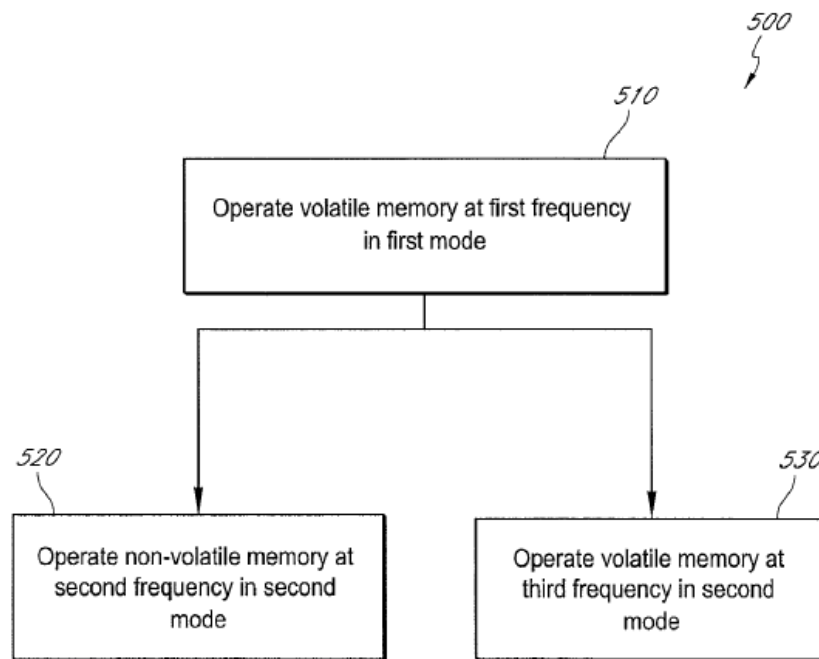 500
510
Operate volatile memory at first frequency
in first mode
520
530
Operate non-volatile memory at
second frequency in second
mode
Operate volatile memory at
third frequency in second
mode